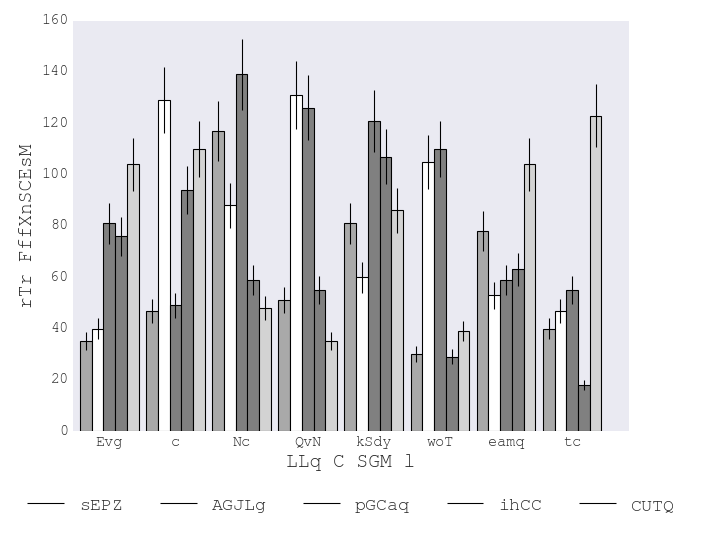 160
140
120
100
80
60
40
20
0
rTr FffXnSCEsM
Evg c Nc QvN kSdy woT eamq tc
LLq C SGM l
sEPZ AGJLg pGCaq ihCC CUTQ